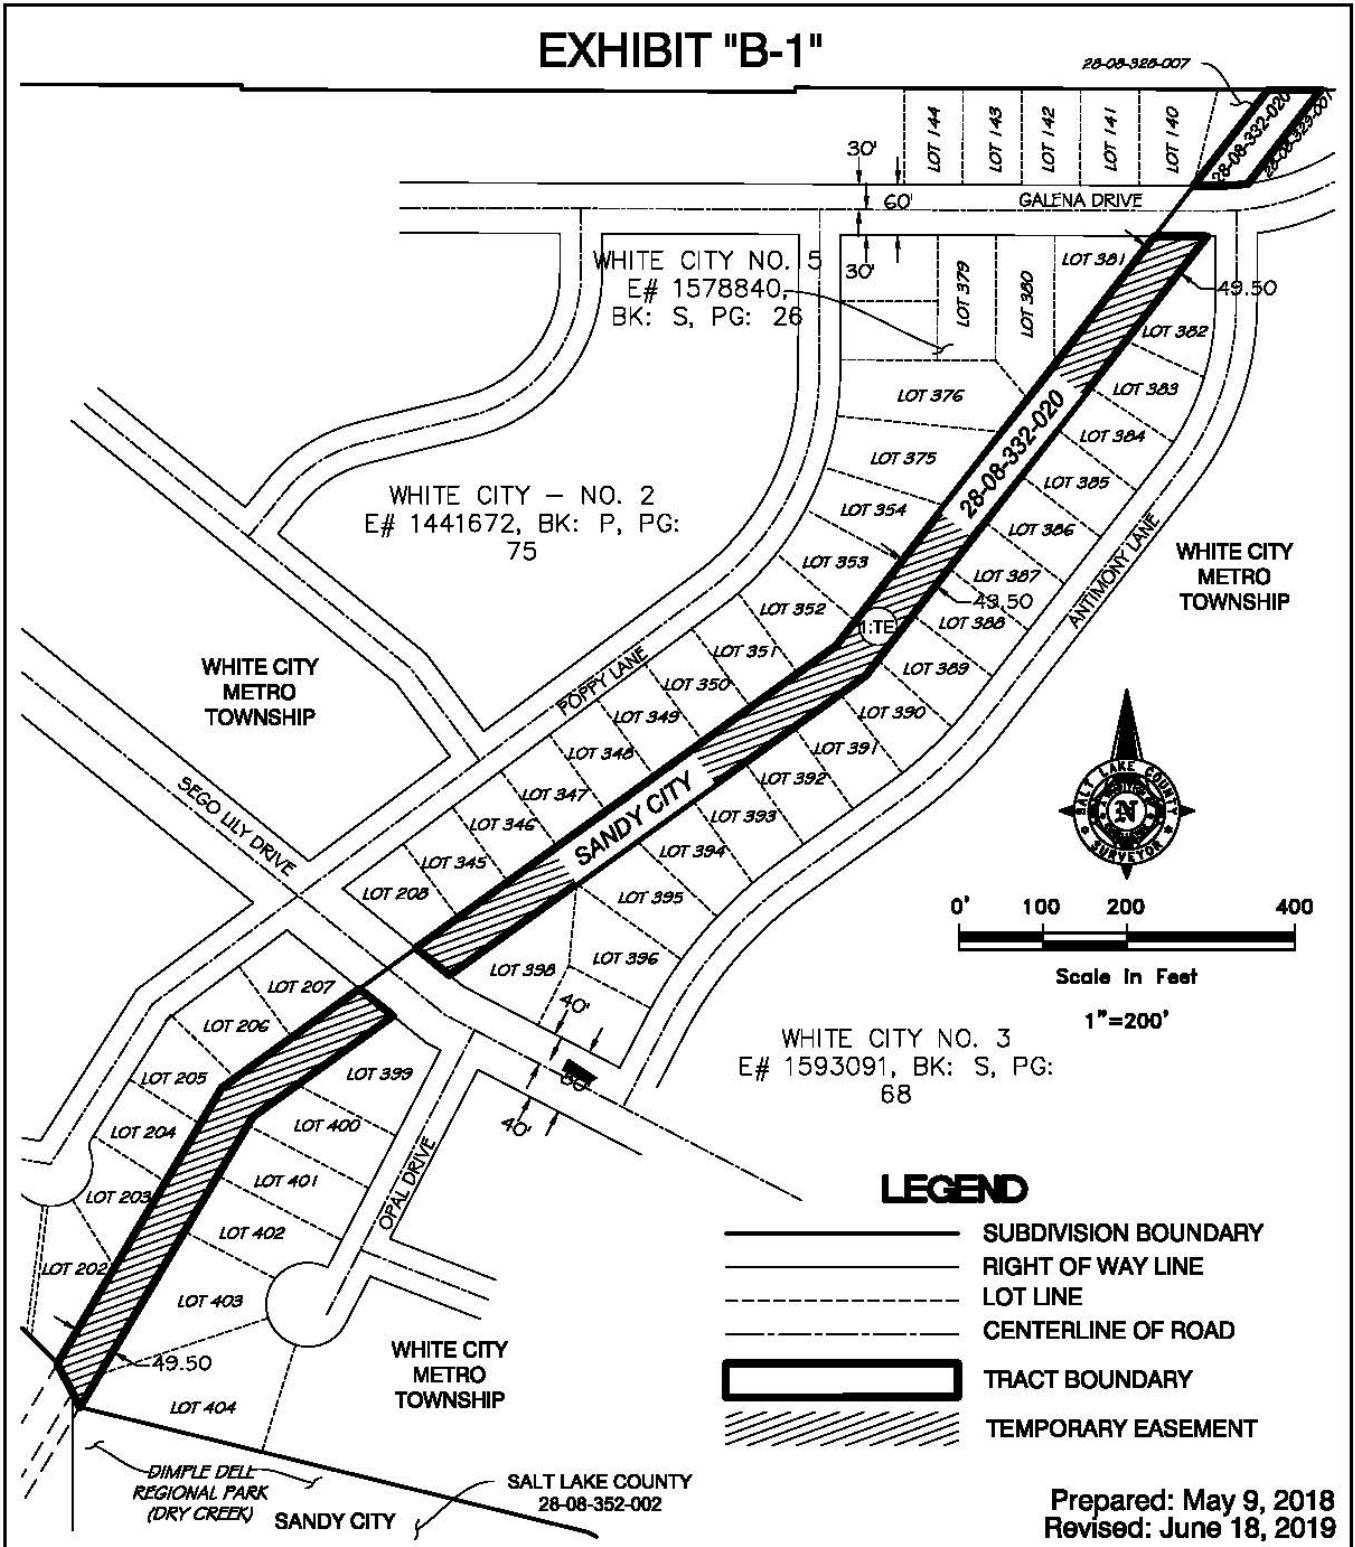 EXHIBIT "B-1"
28-08-328-007
LOT 144
LOT 143
LOT 142
LOT 141
LOT 140
28-08-332-020
28-08-329-001
30'
60'
GALENA DRIVE
30'
WHITE CITY NO. 5
E# 1578840,
BK: S, PG: 26
LOT 379
LOT 380
LOT 381
49.50
LOT 382
LOT 376
LOT 383
28-08-332-020
LOT 384
LOT 375
LOT 385
WHITE CITY – NO. 2
E# 1441672, BK: P, PG:
75
LOT 354
LOT 386
ANTIMONY LANE
WHITE CITY
METRO
TOWNSHIP
LOT 353
LOT 387
49.50
LOT 352
1:TE
LOT 388
LOT 351
LOT 389
WHITE CITY
METRO
TOWNSHIP
POPPY LANE
LOT 350
LOT 349
LOT 390
LOT 348
LOT 391
LOT 347
LOT 392
SANDY CITY
LOT 346
LOT 393
SEGO LILY DRIVE
LOT 345
LOT 394
LOT 208
LOT 395
SALT LAKE COUNTY
N
SURVEYOR
0' 100 200 400
Scale In Feet
1"=200'
LOT 398
LOT 396
LOT 207
LOT 206
40'
80'
40'
WHITE CITY NO. 3
E# 1593091, BK: S, PG:
68
LOT 205
LOT 399
LOT 204
LOT 400
LOT 203
LOT 401
OPAL DRIVE
LOT 402
LOT 202
LOT 403
49.50
LOT 404
WHITE CITY
METRO
TOWNSHIP
LEGEND
SUBDIVISION BOUNDARY
RIGHT OF WAY LINE
LOT LINE
CENTERLINE OF ROAD
TRACT BOUNDARY
TEMPORARY EASEMENT
DIMPLE DELL
REGIONAL PARK
(DRY CREEK)
SANDY CITY
SALT LAKE COUNTY
28-08-352-002
Prepared: May 9, 2018
Revised: June 18, 2019